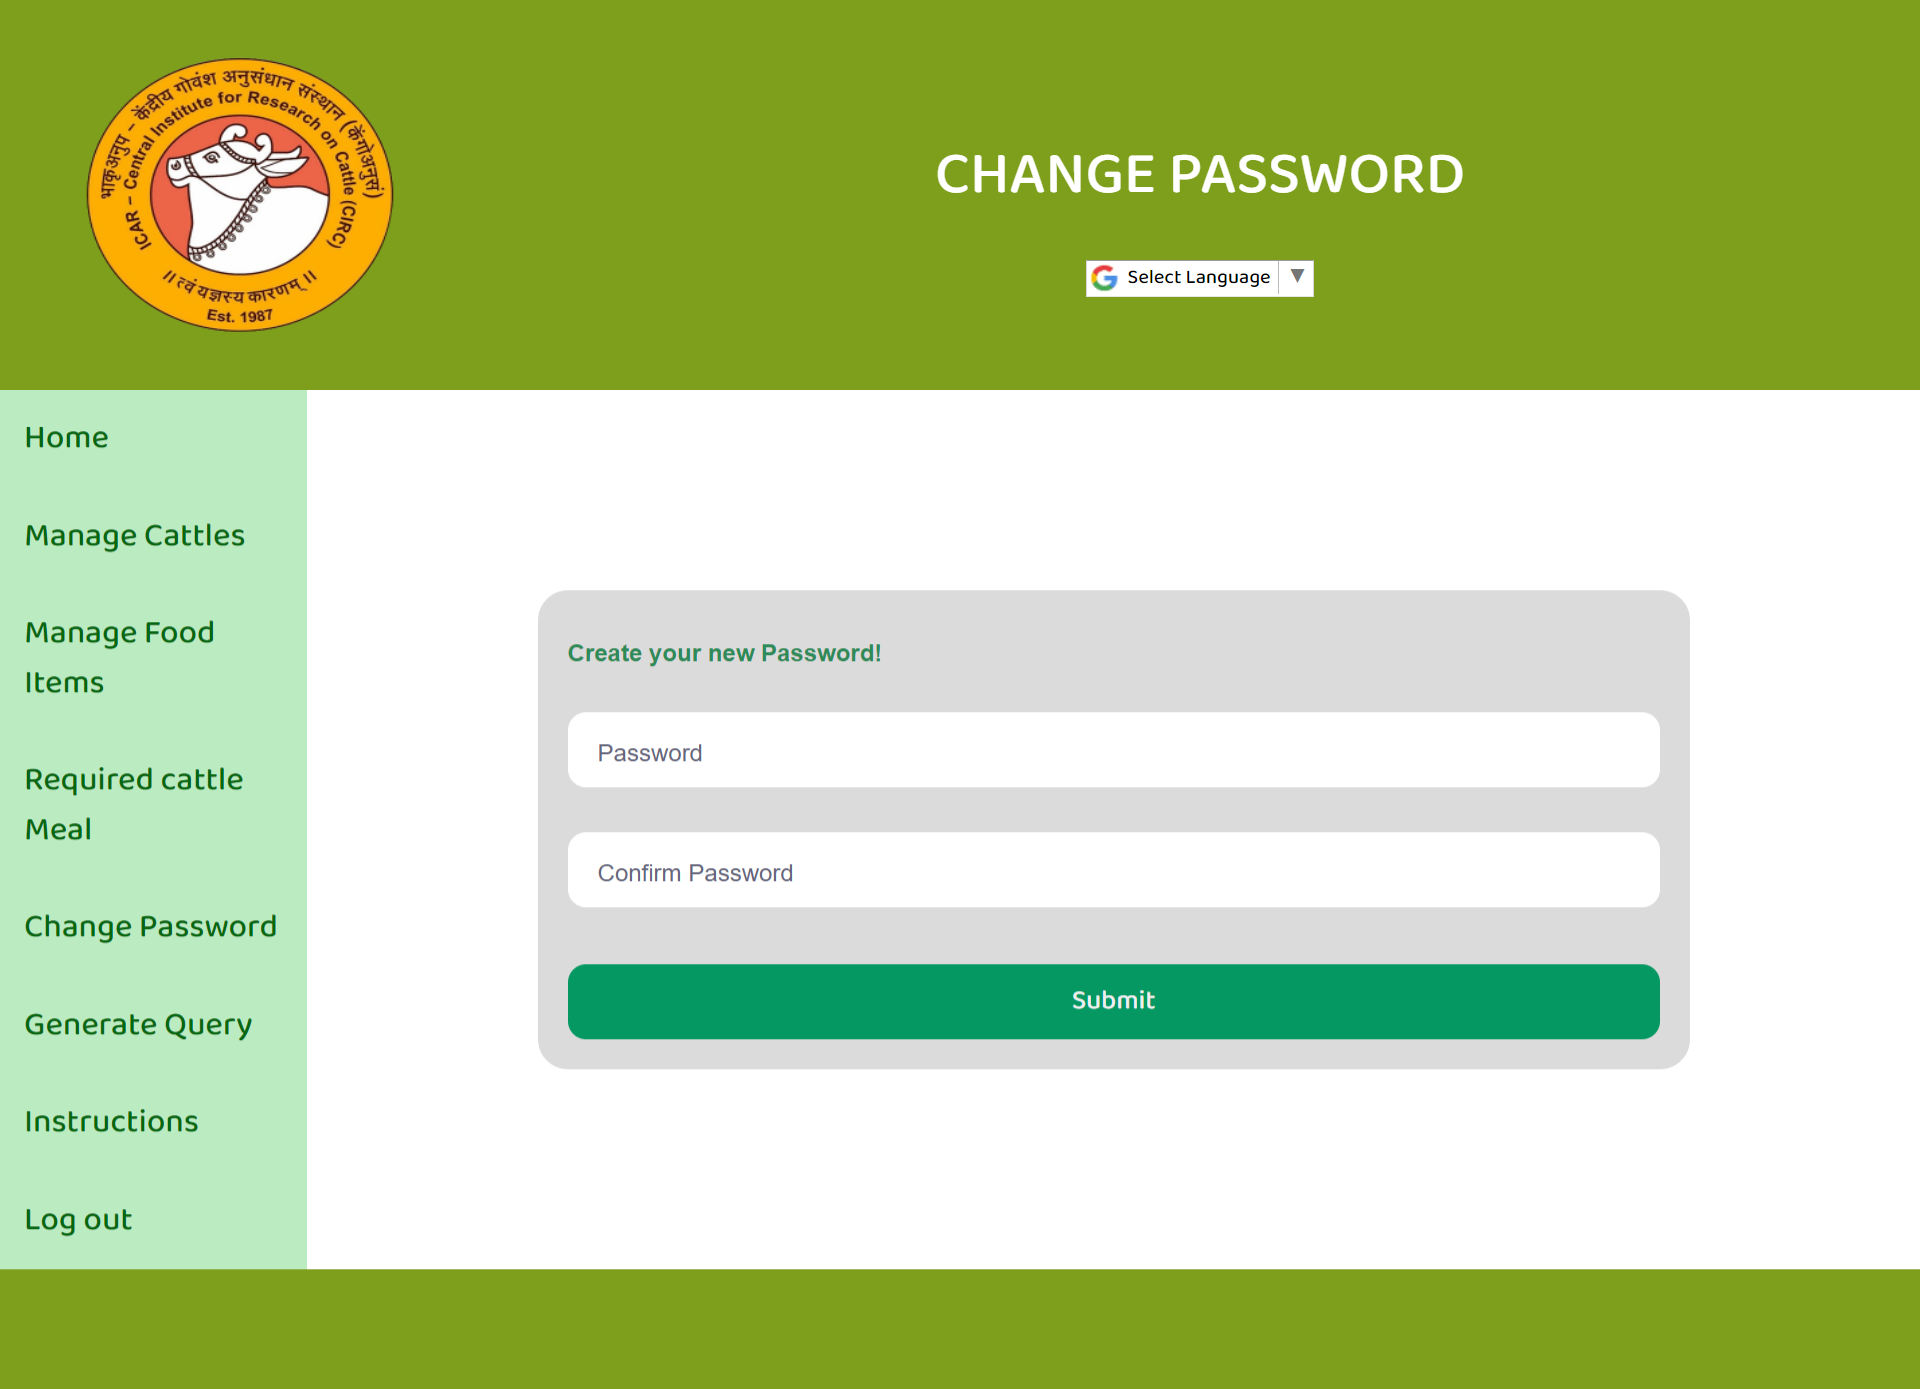 भाकृअनुप – केंद्रीय गोवंश अनुसंधान संस्थान (केंगोअनुसं)
ICAR – Central Institute for Research on Cattle (CIRC)
॥ त्वं यज्ञस्य कारणम् ॥
Est. 1987
CHANGE PASSWORD
Select Language ▼
Home
Manage Cattles
Manage Food
Items
Required cattle
Meal
Change Password
Generate Query
Instructions
Log out
Create your new Password!
Password
Confirm Password
Submit